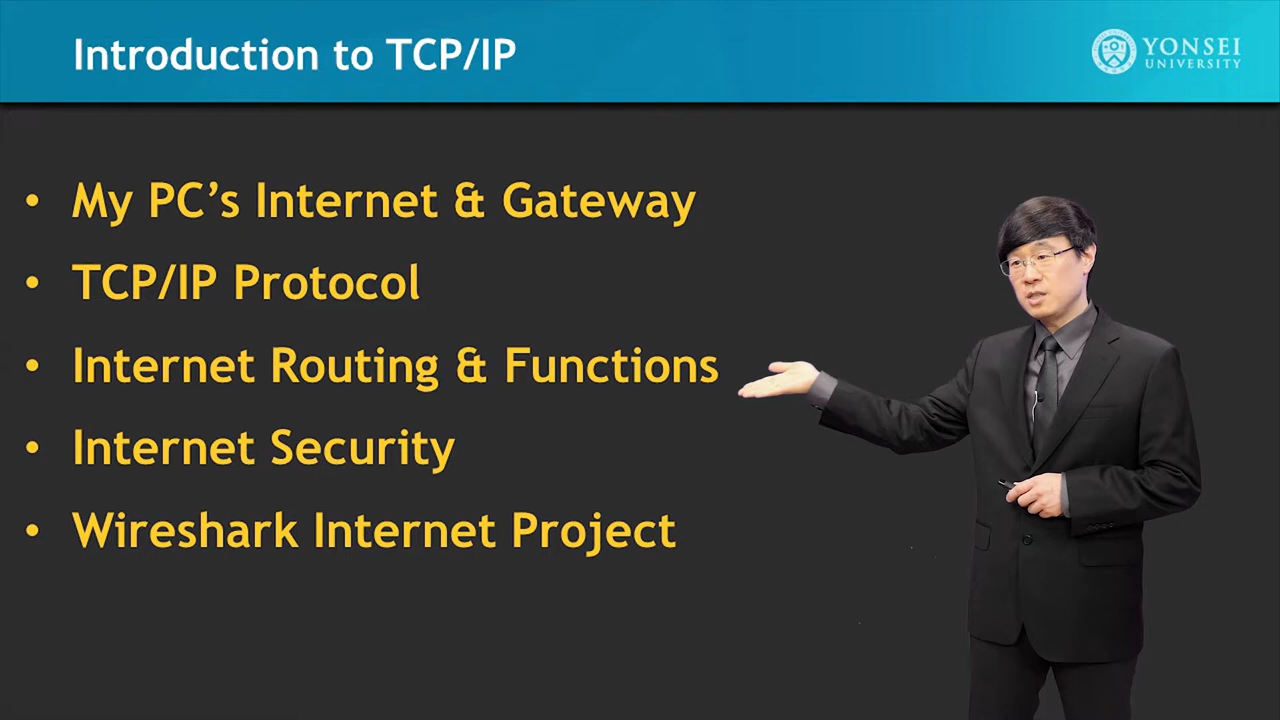 Introduction to TCP/IP
YONSEI
UNIVERSITY
• My PC’s Internet & Gateway
• TCP/IP Protocol
• Internet Routing & Functions
• Internet Security
• Wireshark Internet Project